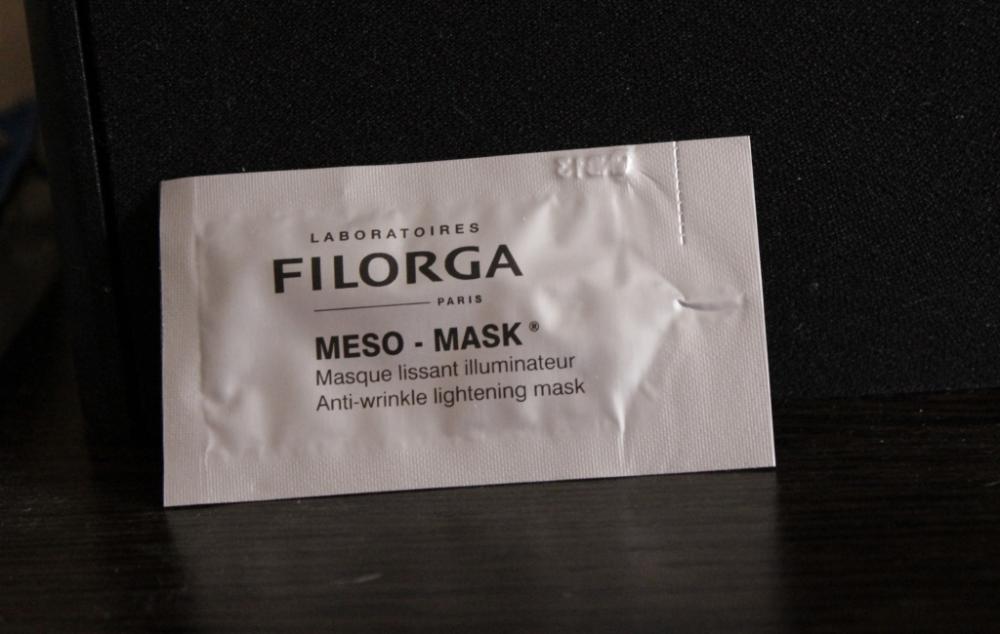 LABORATOIRES
FILORGA
PARIS
MESO - MASK®
Masque lissant illuminateur
Anti-wrinkle lightening mask